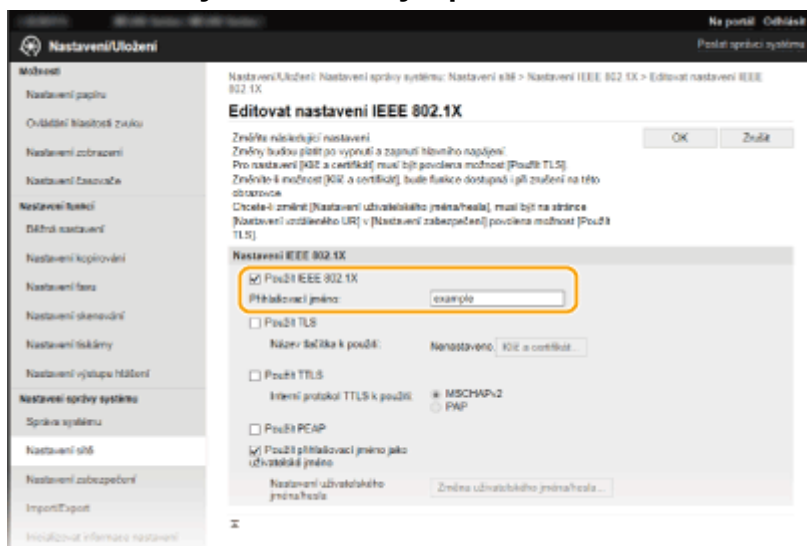 Na portál Odhlásit
Nastavení/Uložení
Poslat správci systému
Možnosti
Nastavení papíru
Ovládání hlasitosti zvuku
Nastavení zobrazení
Nastavení časovače
Nastavení funkcí
Běžná nastavení
Nastavení kopírování
Nastavení faxu
Nastavení skenování
Nastavení tiskárny
Nastavení výstupu hlášení
Nastavení správy systému
Správa systému
Nastavení sítě
Nastavení zabezpečení
Import/Export
Inicializovat informace nastavení
Nastavení/Uložení: Nastavení správy systému: Nastavení sítě > Nastavení IEEE 802.1X > Editovat nastavení IEEE
802.1X
Editovat nastavení IEEE 802.1X
Změňte následující nastavení
OK Zrušit
Změny budou platit po vypnutí a zapnutí hlavního napájení.
Pro nastavení [Klíč a certifikát] musí být povolena možnost [Použít TLS].
Změníte-li možnost [Klíč a certifikát], bude funkce dostupná i při zrušení na této
obrazovce.
Chcete-li změnit [Nastavení uživatelského jména/hesla], musí být na stránce
[Nastavení vzdáleného UR] v [Nastavení zabezpečení] povolena možnost [Použít
TLS].
Nastavení IEEE 802.1X
Použít IEEE 802.1X
Přihlašovací jméno: example
Použít TLS
Název tlačítka k použití: Nenastaveno. Klíč a certifikát...
Použít TTLS
Interní protokol TTLS k použití: MSCHAPv2
PAP
Použít PEAP
Použít přihlašovací jméno jako
uživatelské jméno
Nastavení uživatelského
jména/hesla
Změna uživatelského jména/hesla...